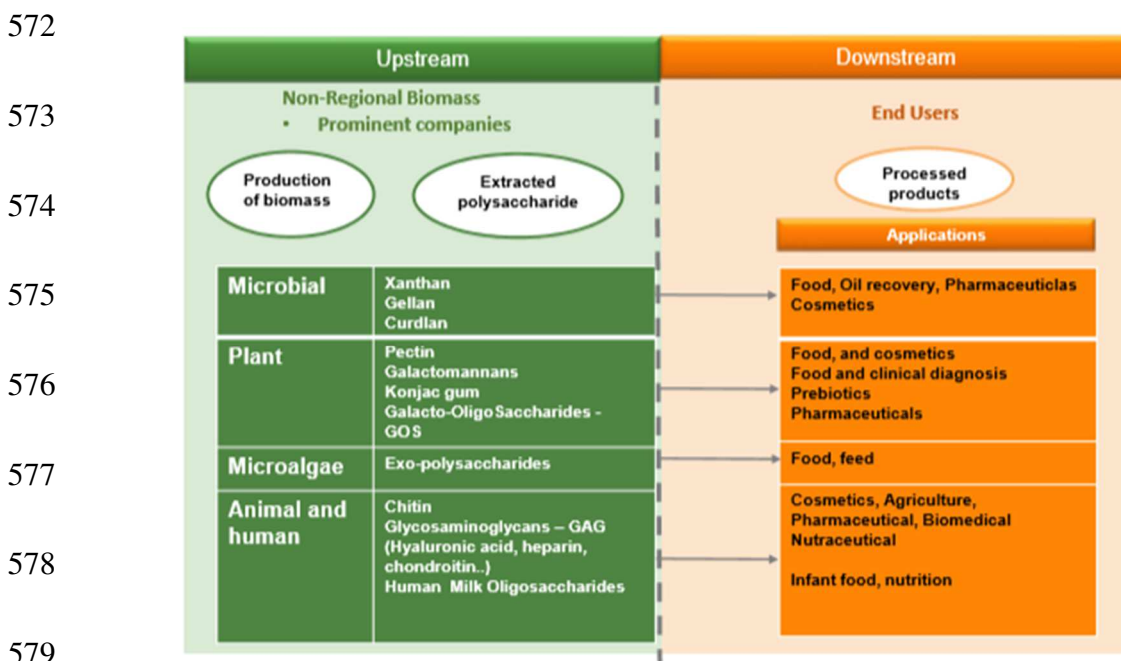 572
Upstream
Downstream
Non-Regional Biomass
573
• Prominent companies
End Users
Production
of biomass
Extracted
polysaccharide
Processed
products
574
Applications
575
Microbial
Xanthan
Gellan
Curdlan
Food, Oil recovery, Pharmaceuticlas
Cosmetics
576
Plant
Pectin
Galactomannans
Konjac gum
Galacto-OligoSaccharides -
GOS
Food, and cosmetics
Food and clinical diagnosis
Prebiotics
Pharmaceuticals
577
Microalgae
Exo-polysaccharides
Food, feed
578
Animal and
human
Chitin
Glycosaminoglycans – GAG
(Hyaluronic acid, heparin,
chondroitin..)
Human Milk Oligosaccharides
Cosmetics, Agriculture,
Pharmaceutical, Biomedical
Nutraceutical
Infant food, nutrition
579